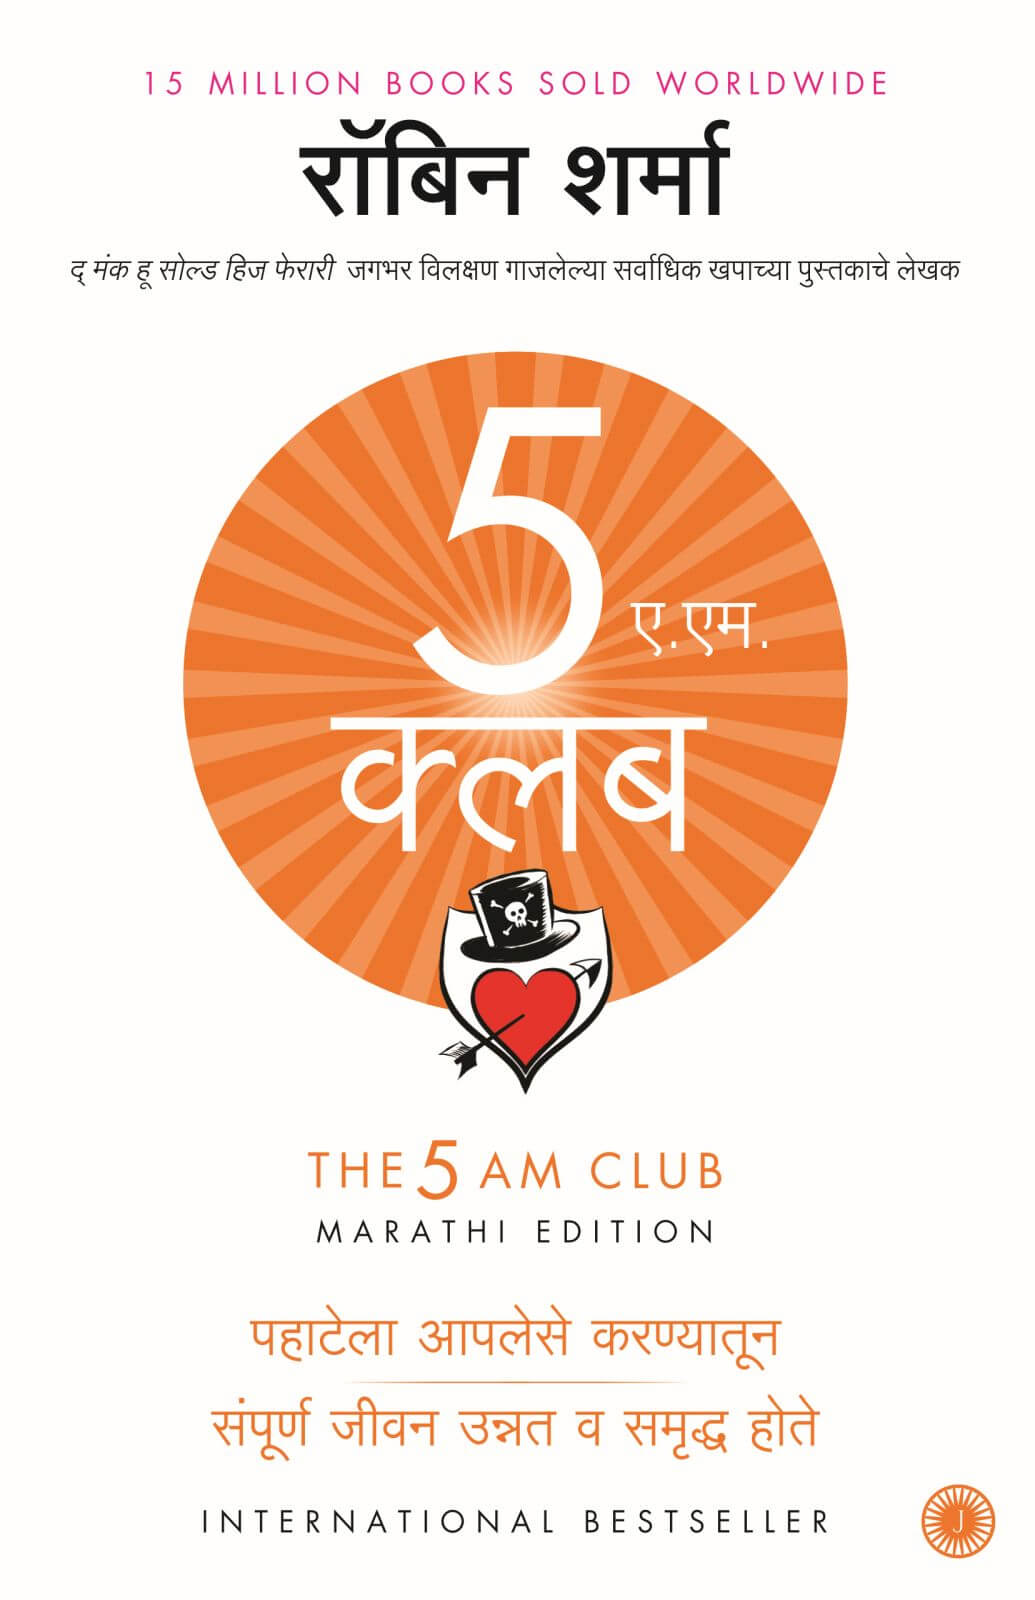 15 MILLION BOOKS SOLD WORLDWIDE
रॉबिन शर्मा
द् मंक हू सोल्ड हिज फेरारी जगभर विलक्षण गाजलेल्या सर्वाधिक खपाच्या पुस्तकाचे लेखक
5
ए.एम.
क्लब
THE 5 AM CLUB
MARATHI EDITION
पहाटेला आपलेसे करण्यातून
संपूर्ण जीवन उन्नत व समृद्ध होते
INTERNATIONAL BESTSELLER
J